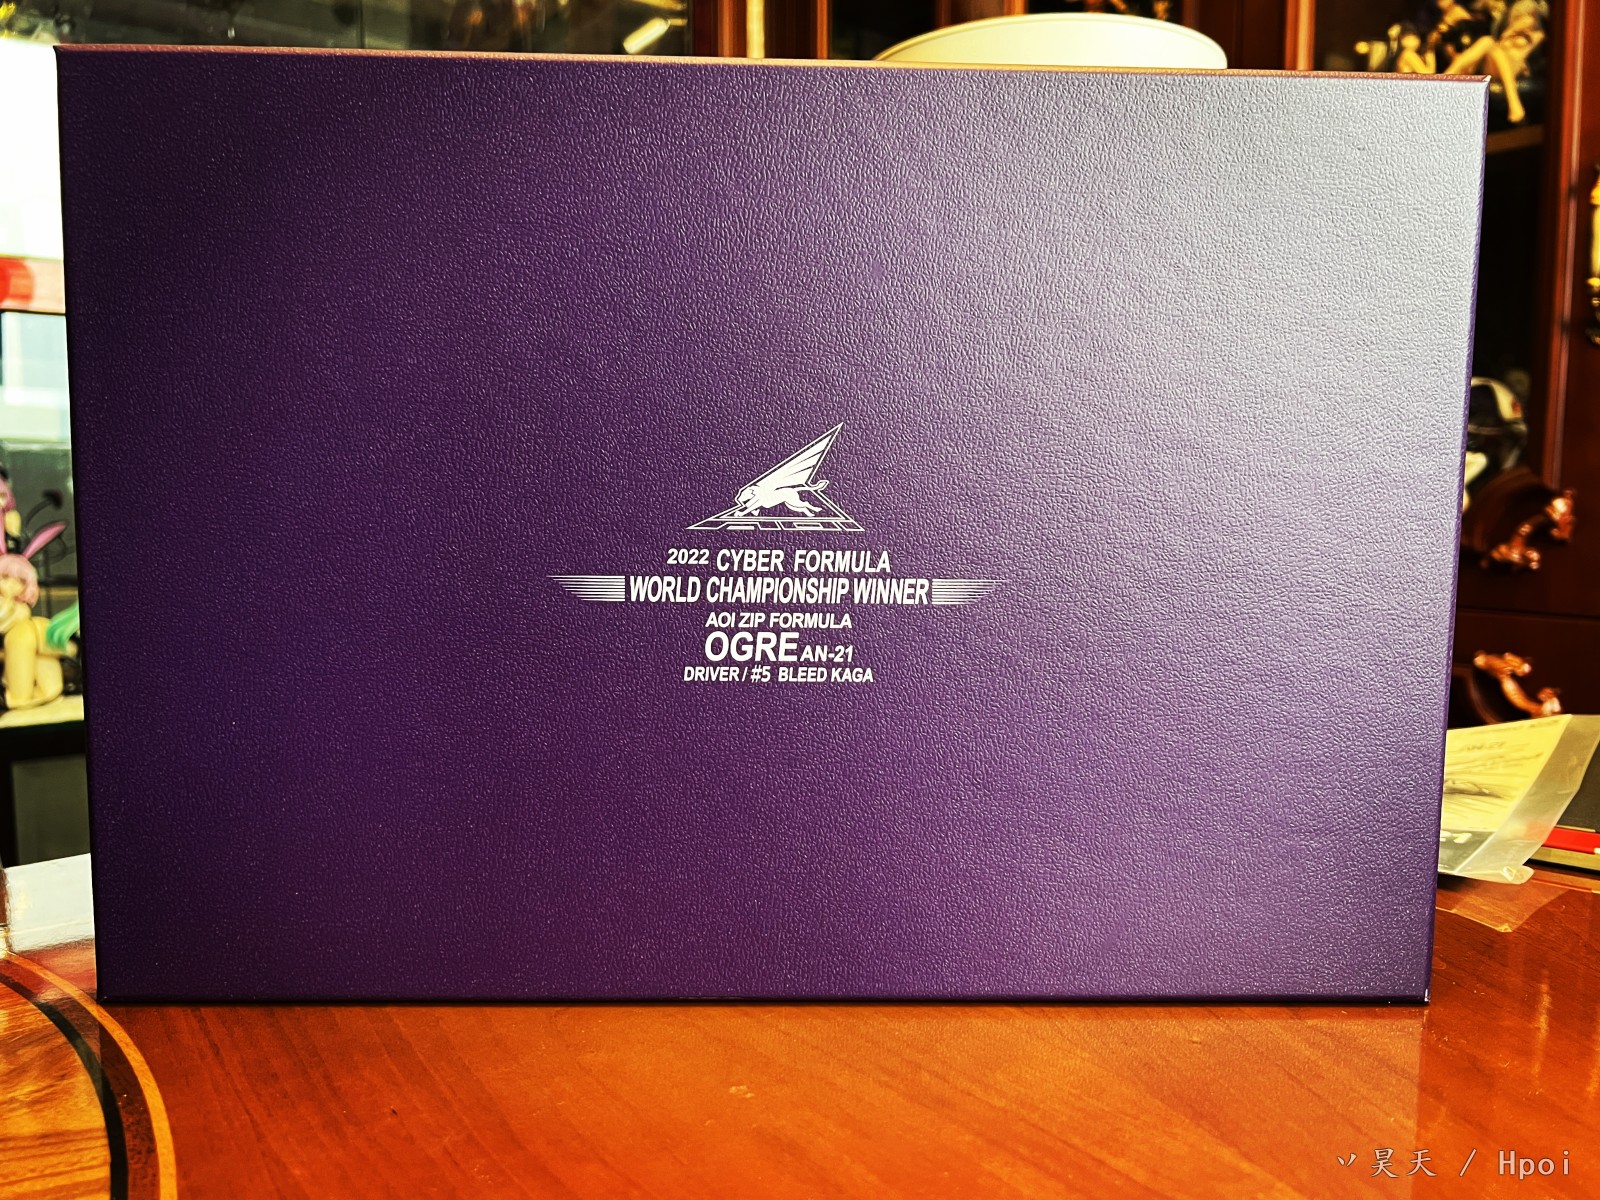 2022 CYBER FORMULA
WORLD CHAMPIONSHIP WINNER
AOI ZIP FORMULA
OGRE AN-21
DRIVER / #5 BLEED KAGA
丷昊天 / Hpoi